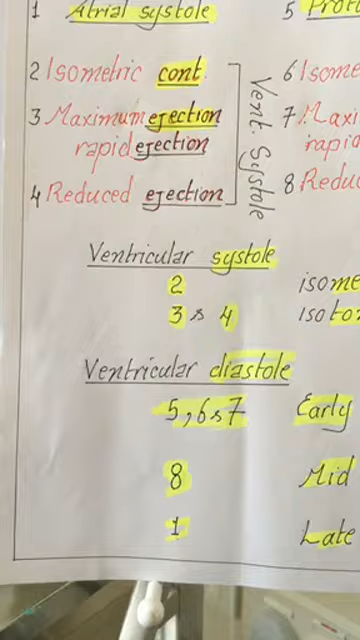 1 Atrial systole
2 Isometric cont.
3 Maximum ejection
rapid ejection
4 Reduced ejection
Vent. Systole
5 Proto
6 Isome
7 Maxi
rapid
8 Reduc
Ventricular systole
2 isome
3 & 4 isoto
Ventricular diastole
5,6&7 Early
8 Mid
1 Late